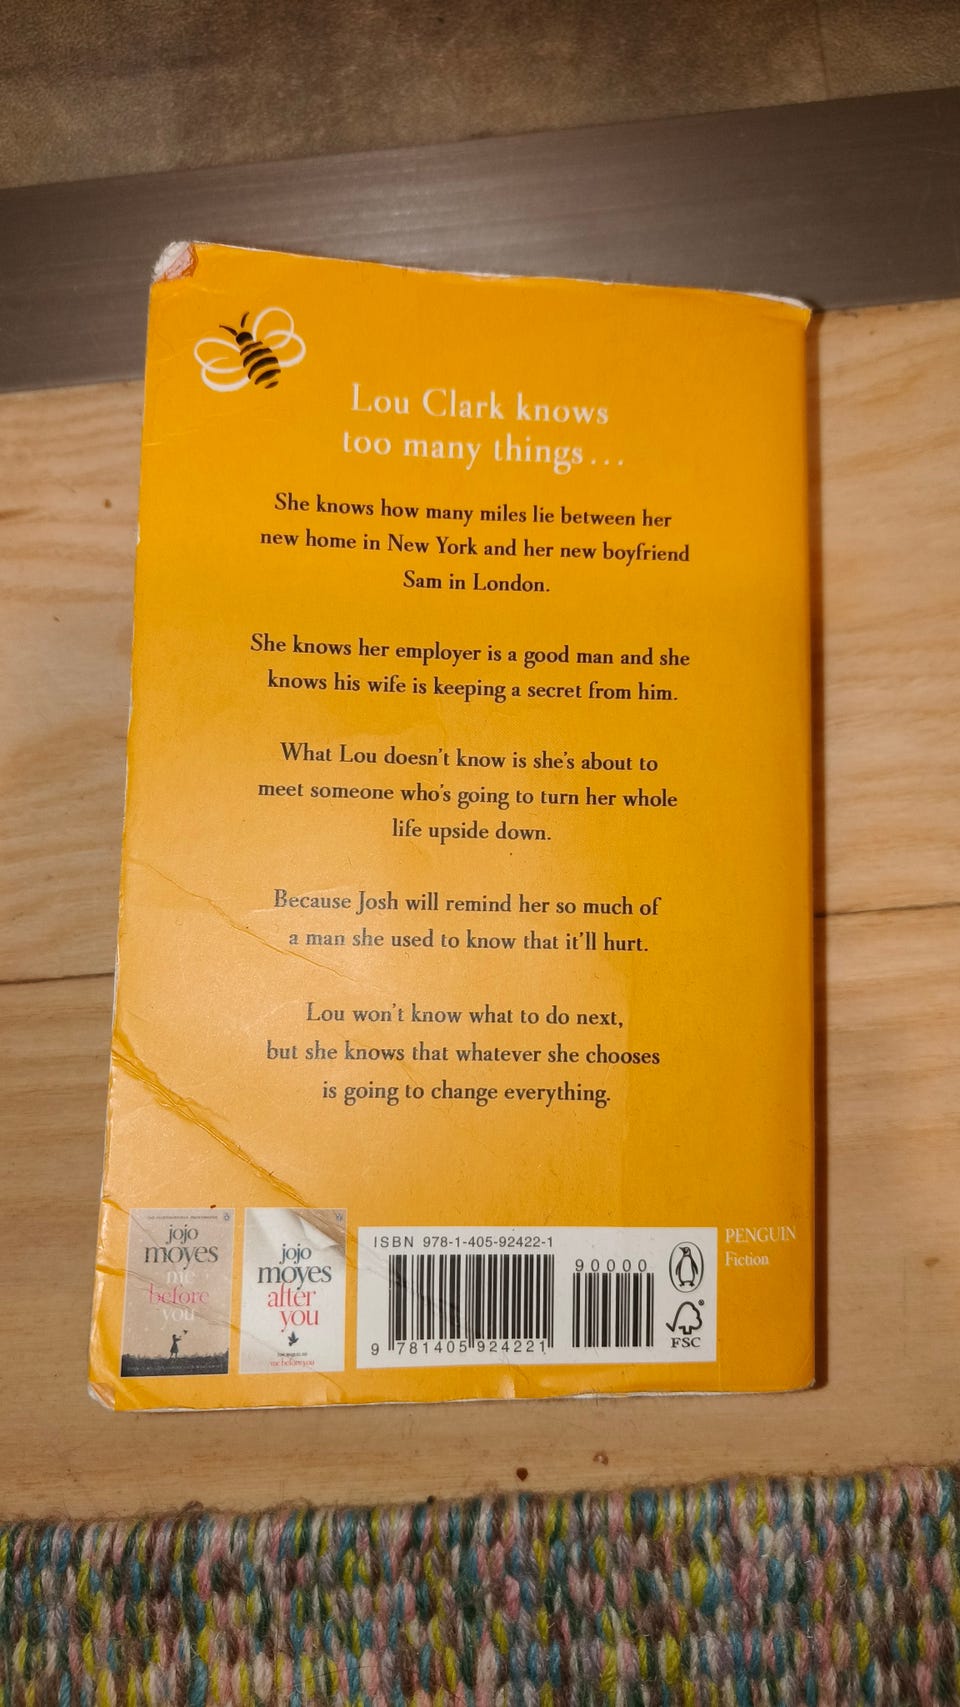 Lou Clark knows
too many things...
She knows how many miles lie between her
new home in New York and her new boyfriend
Sam in London.
She knows her employer is a good man and she
knows his wife is keeping a secret from him.
What Lou doesn't know is she's about to
meet someone who's going to turn her whole
life upside down.
Because Josh will remind her so much of
a man she used to know that it'll hurt.
Lou won't know what to do next,
but she knows that whatever she chooses
is going to change everything.
jojo
moyes
me
before
you
jojo
moyes
after
you
me before you
ISBN 978-1-405-92422-1
90000
9 781405 924221
PENGUIN
Fiction
FSC